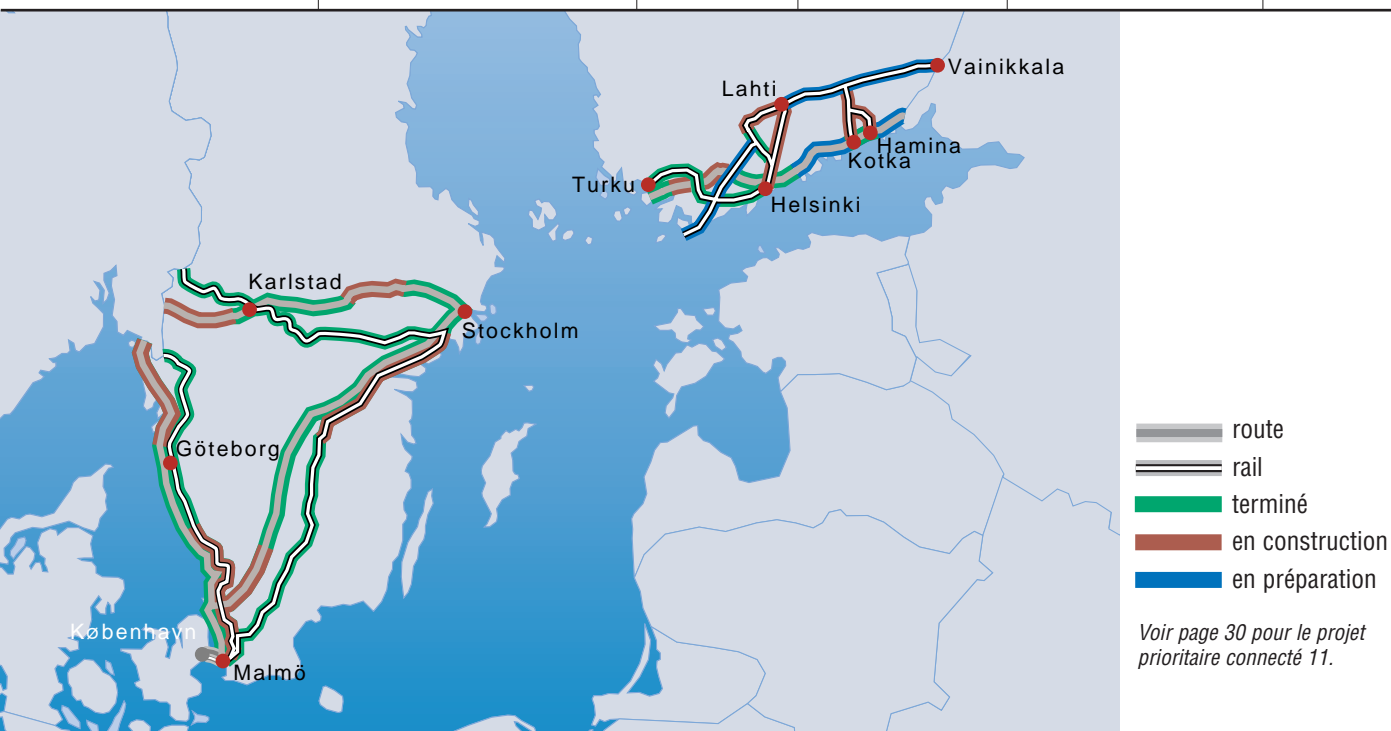 Vainikkala
Lahti
Hamina
Kotka
Turku
Helsinki
Karlstad
Stockholm
Göteborg
København
Malmö
route
rail
terminé
en construction
en préparation
Voir page 30 pour le projet
prioritaire connecté 11.